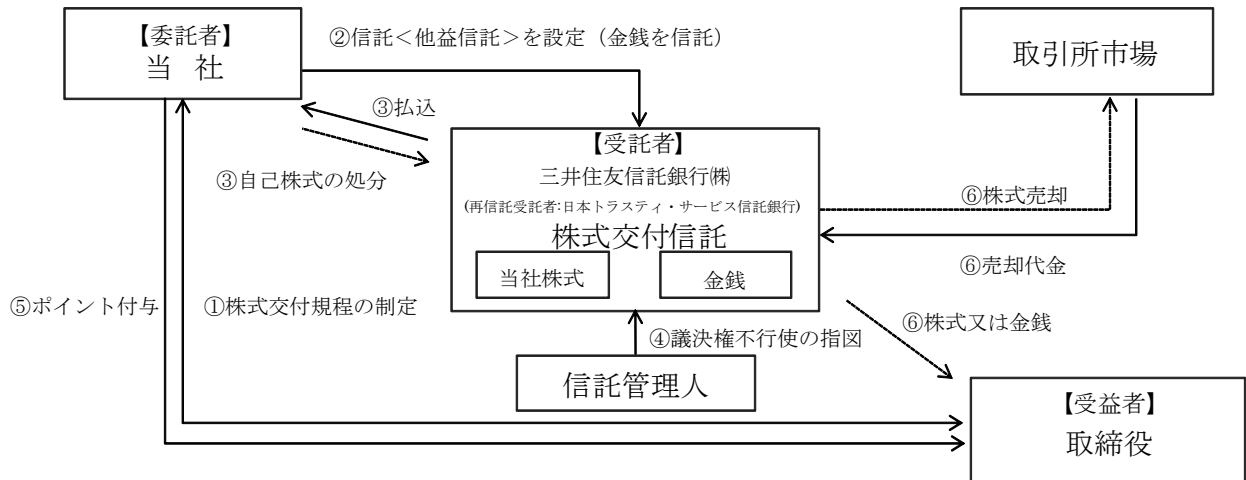 【委託者】
当 社
②信託＜他益信託＞を設定（金銭を信託）
取引所市場
③払込
③自己株式の処分
【受託者】
三井住友信託銀行㈱
(再信託受託者:日本トラスティ・サービス信託銀行)
株式交付信託
当社株式
金銭
⑥株式売却
⑥売却代金
⑤ポイント付与
①株式交付規程の制定
④議決権不行使の指図
⑥株式又は金銭
信託管理人
【受益者】
取締役